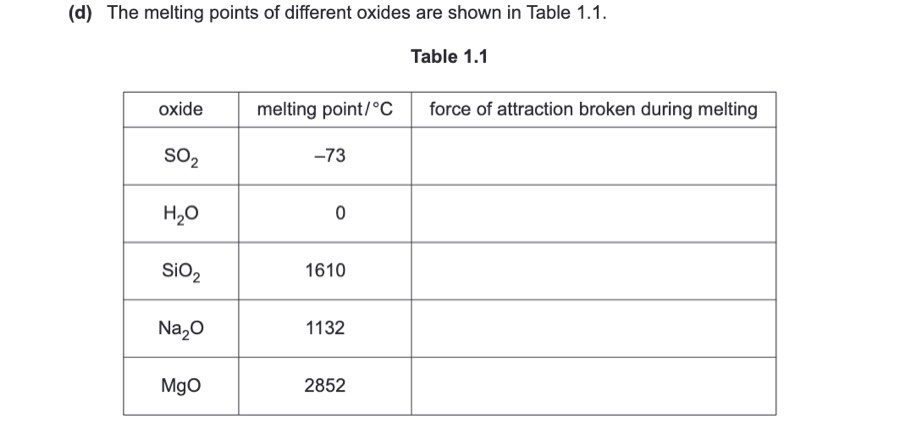 (d) The melting points of different oxides are shown in Table 1.1.
Table 1.1
oxide melting point/°C force of attraction broken during melting
SO₂ –73
H₂O 0
SiO₂ 1610
Na₂O 1132
MgO 2852